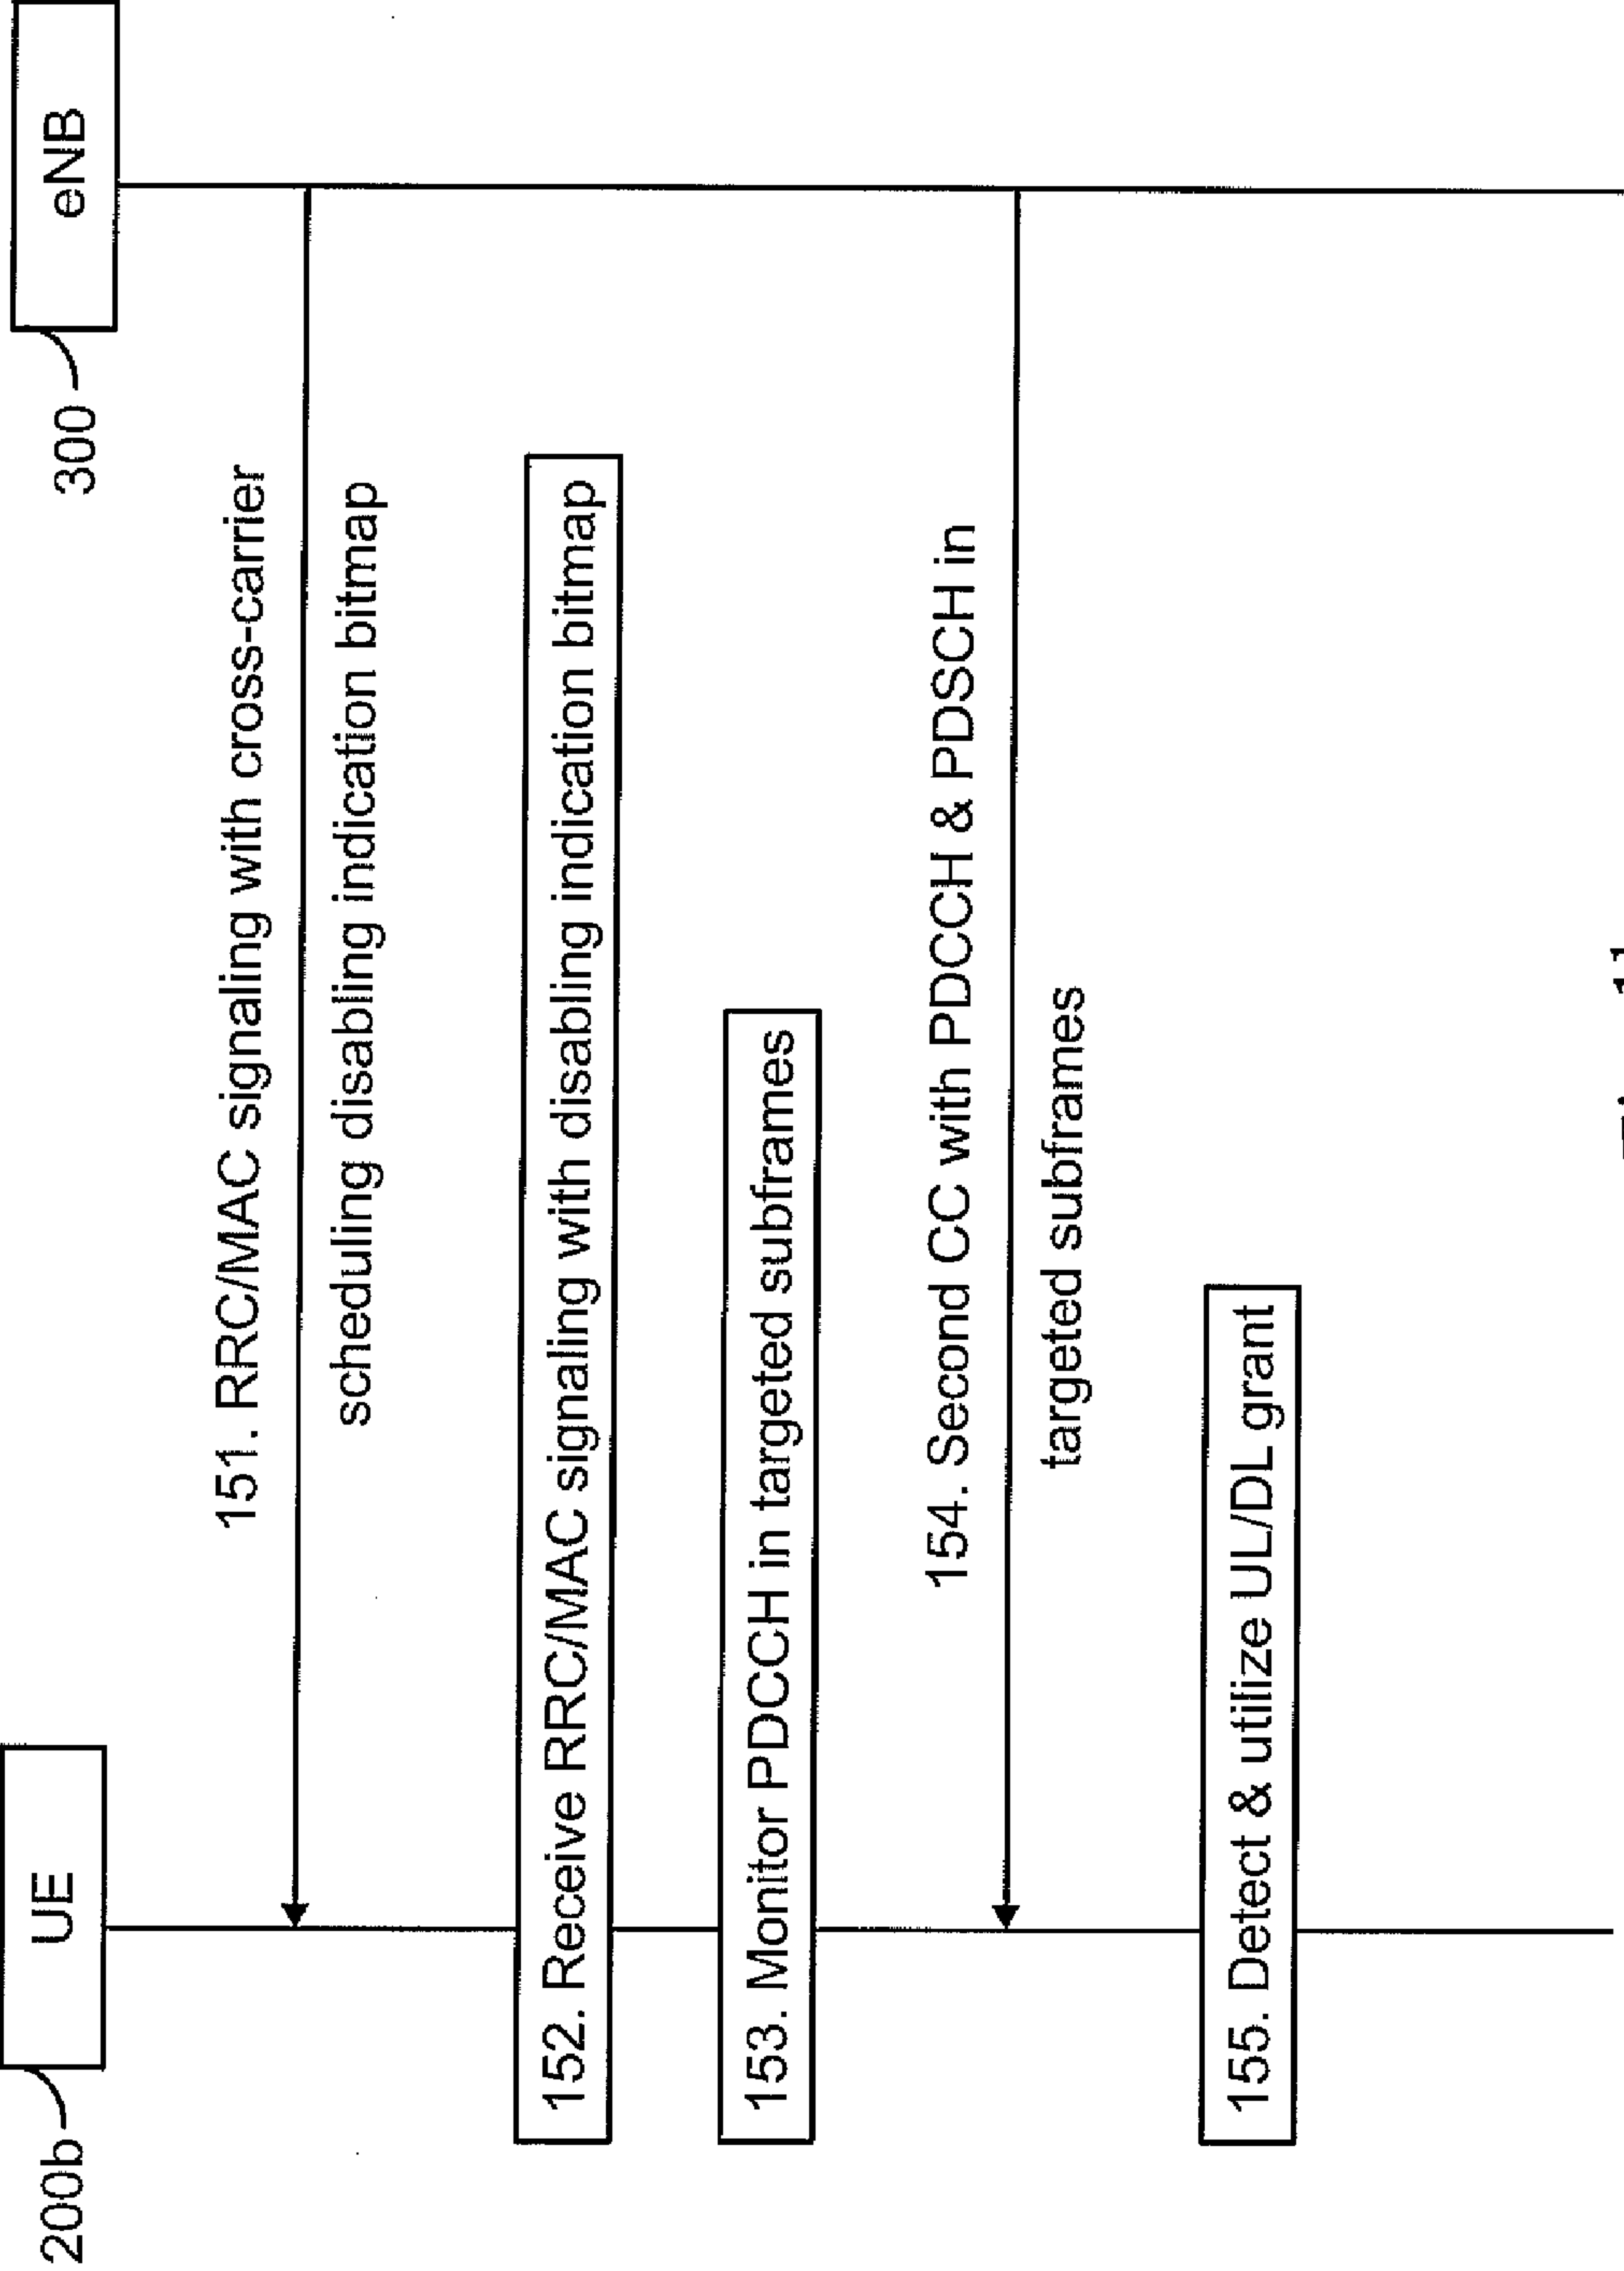 UE
eNB
200b
300
151. RRC/MAC signaling with cross-carrier
scheduling disabling indication bitmap
152. Receive RRC/MAC signaling with disabling indication bitmap
153. Monitor PDCCH in targeted subframes
154. Second CC with PDCCH & PDSCH in
targeted subframes
155. Detect & utilize UL/DL grant